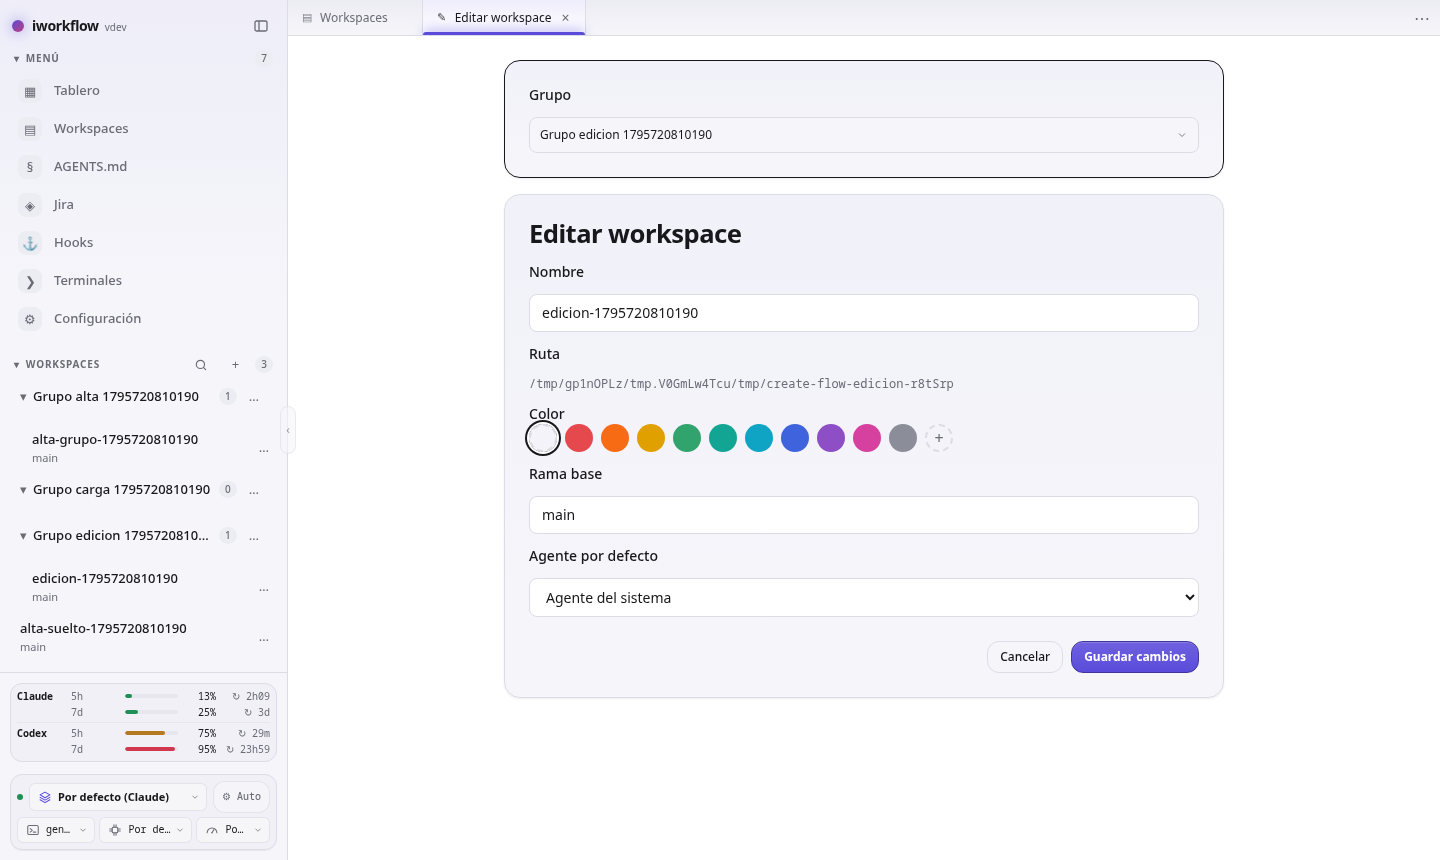 iworkflow vdev
MENÚ 7
Tablero
Workspaces
§ AGENTS.md
Jira
Hooks
Terminales
Configuración
WORKSPACES + 3
Grupo alta 1795720810190 1 ...
alta-grupo-1795720810190
main ...
Grupo carga 1795720810190 0 ...
Grupo edicion 1795720810... 1 ...
edicion-1795720810190
main ...
alta-suelto-1795720810190
main ...
Claude 5h 13% ↻ 2h09
7d 25% ↻ 3d
Codex 5h 75% ↻ 29m
7d 95% ↻ 23h59
Por defecto (Claude) Auto
gen… Por de… Po…
Workspaces
Editar workspace ×
Grupo
Grupo edicion 1795720810190
Editar workspace
Nombre
edicion-1795720810190
Ruta
/tmp/gp1nOPLz/tmp.V0GmLw4Tcu/tmp/create-flow-edicion-r8tSrp
Color
+
Rama base
main
Agente por defecto
Agente del sistema
Cancelar Guardar cambios